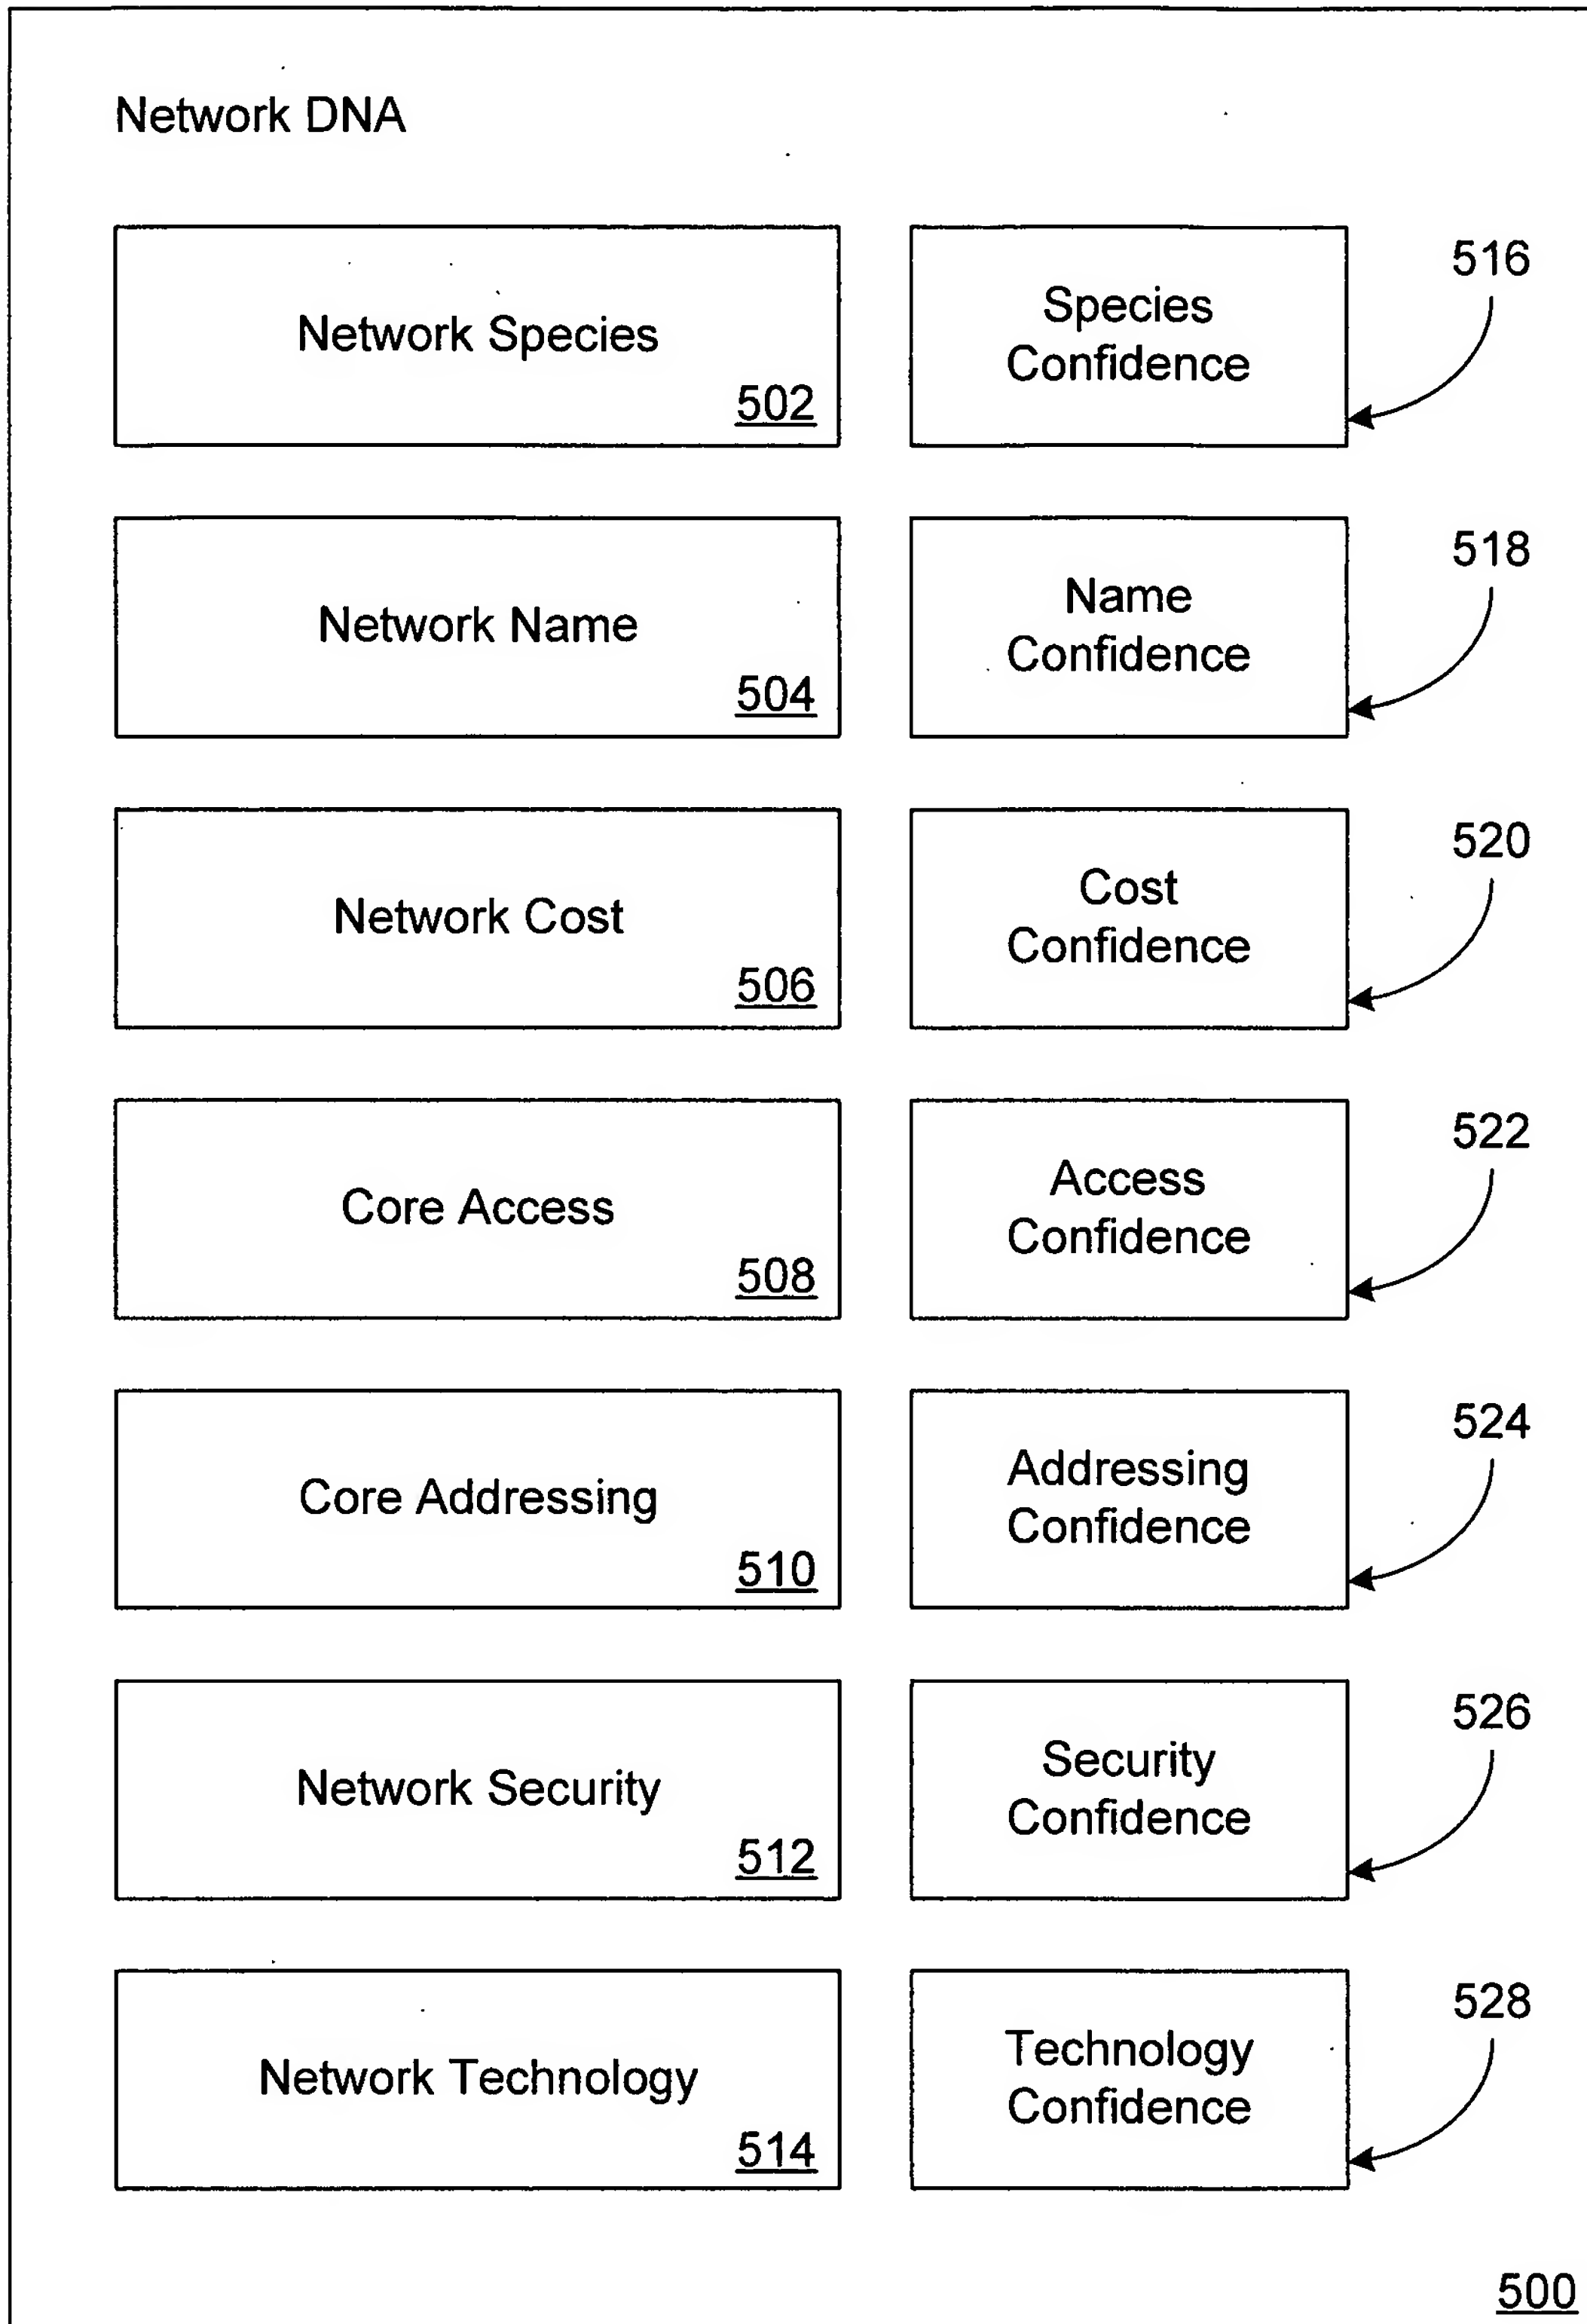 Network DNA
Network Species
502
Species
Confidence
516
Network Name
504
Name
Confidence
518
Network Cost
506
Cost
Confidence
520
Core Access
508
Access
Confidence
522
Core Addressing
510
Addressing
Confidence
524
Network Security
512
Security
Confidence
526
Network Technology
514
Technology
Confidence
528
500